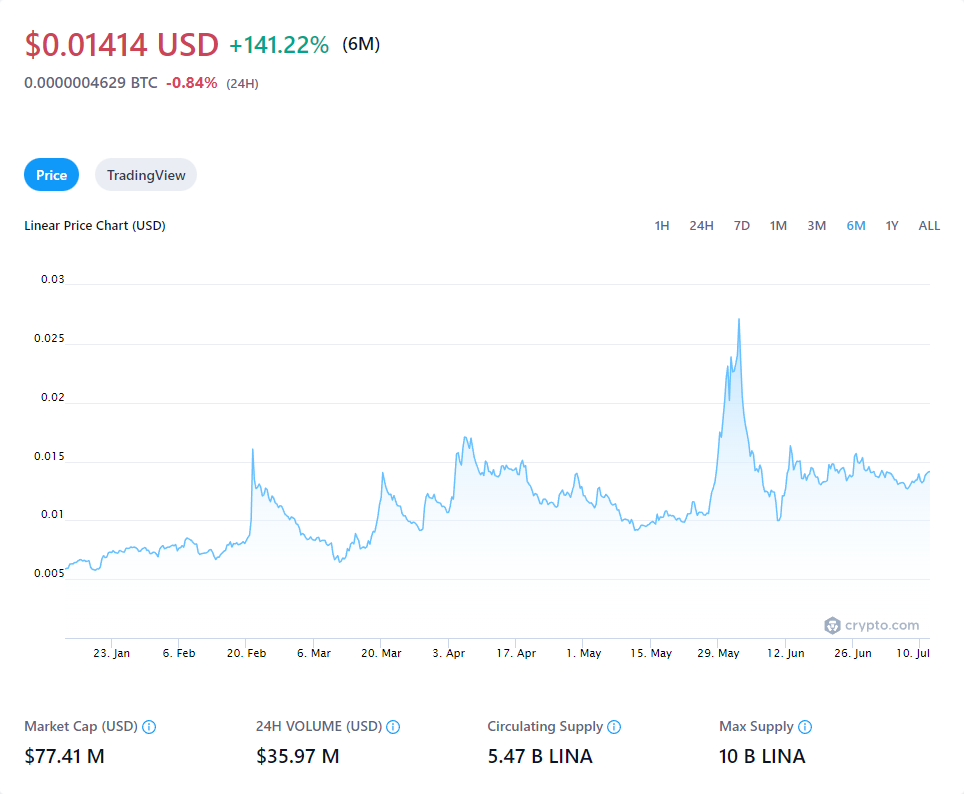 $0.01414 USD +141.22% (6M)
0.0000004629 BTC -0.84% (24H)
Price TradingView
Linear Price Chart (USD) 1H 24H 7D 1M 3M 6M 1Y ALL
0.03
0.025
0.02
0.015
0.01
0.005
crypto.com
23. Jan 6. Feb 20. Feb 6. Mar 20. Mar 3. Apr 17. Apr 1. May 15. May 29. May 12. Jun 26. Jun 10. Jul
Market Cap (USD) 24H VOLUME (USD) Circulating Supply Max Supply
$77.41 M $35.97 M 5.47 B LINA 10 B LINA